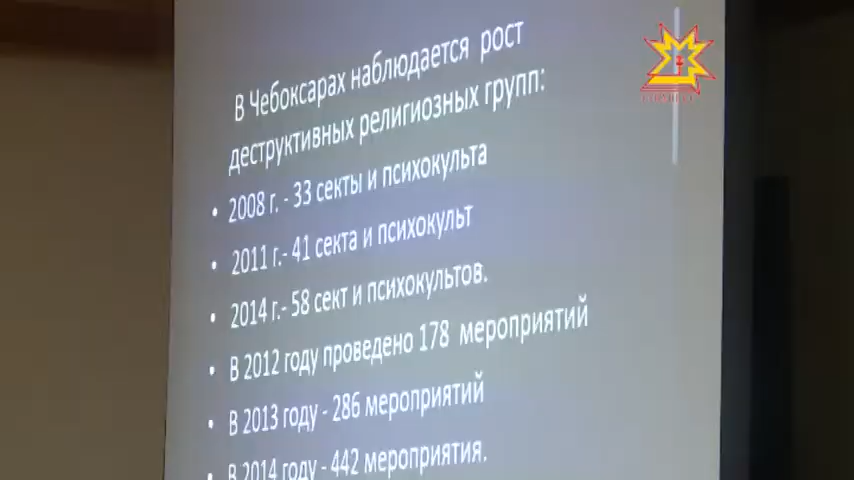 В Чебоксарах наблюдается рост
деструктивных религиозных групп:
• 2008 г. - 33 секты и психокульта
• 2011 г.- 41 секта и психокульт
• 2014 г.- 58 сект и психокультов.
• В 2012 году проведено 178 мероприятий
• В 2013 году - 286 мероприятий
• В 2014 году - 442 мероприятия.